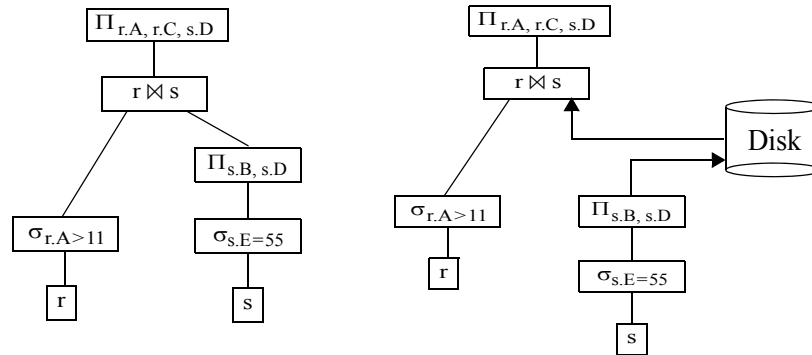 Π r.A, r.C, s.D
r ⋈ s
Π s.B, s.D
σ r.A>11
σ s.E=55
r
s
Π r.A, r.C, s.D
r ⋈ s
Disk
σ r.A>11
Π s.B, s.D
r
σ s.E=55
s